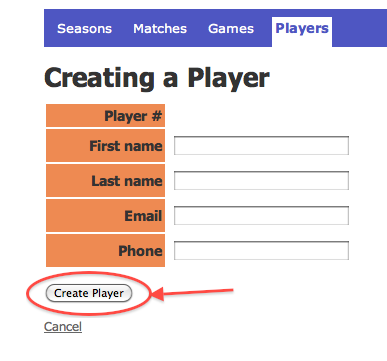 Seasons Matches Games Players
Creating a Player
Player #
First name
Last name
Email
Phone
Create Player
Cancel